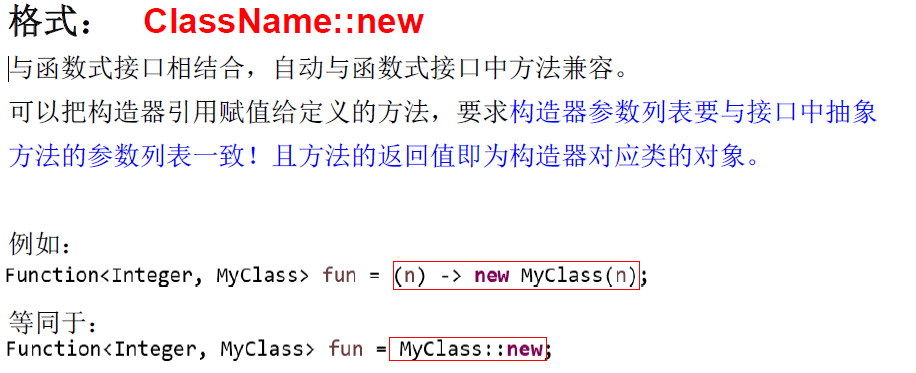 格式： ClassName::new
与函数式接口相结合，自动与函数式接口中方法兼容。
可以把构造器引用赋值给定义的方法，要求构造器参数列表要与接口中抽象
方法的参数列表一致！且方法的返回值即为构造器对应类的对象。
例如：
Function<Integer, MyClass> fun = (n) -> new MyClass(n);
等同于：
Function<Integer, MyClass> fun = MyClass::new;